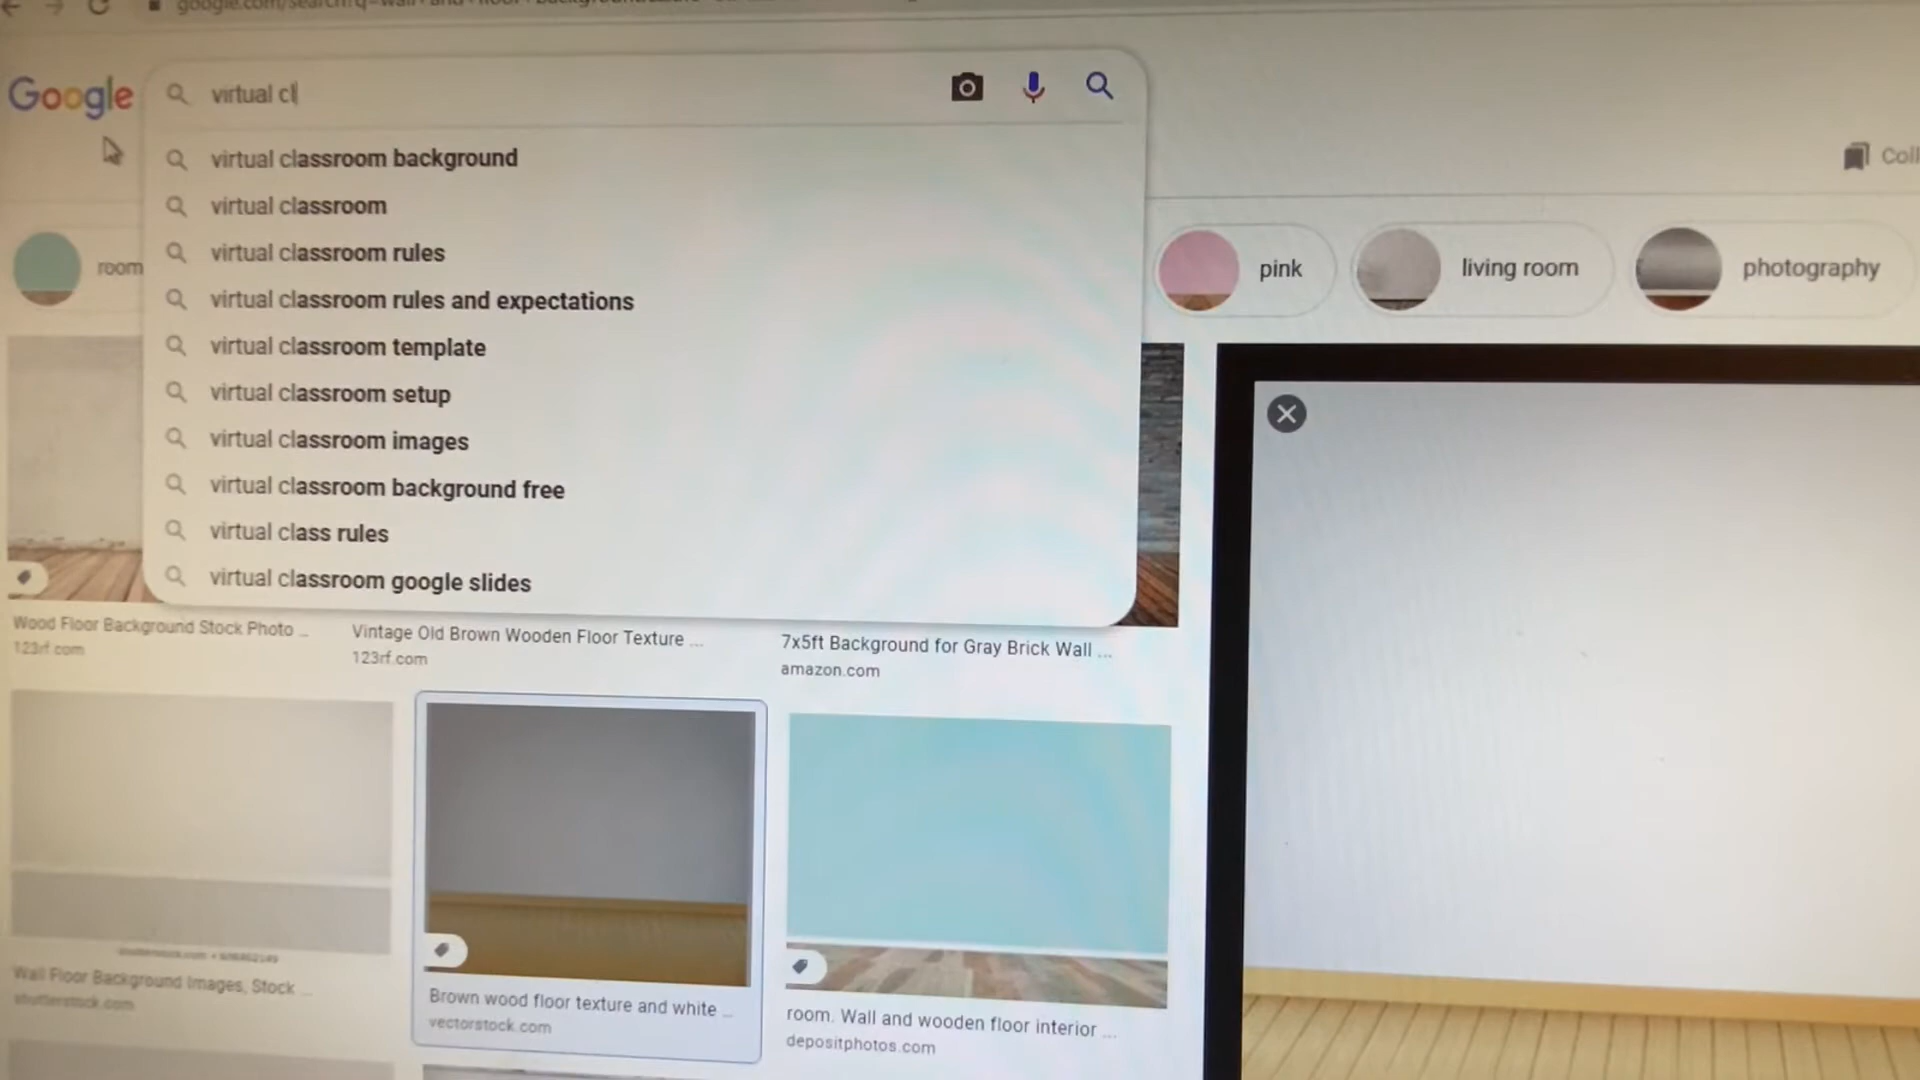 Google
virtual cl
virtual classroom background
virtual classroom
virtual classroom rules
virtual classroom rules and expectations
virtual classroom template
virtual classroom setup
virtual classroom images
virtual classroom background free
virtual class rules
virtual classroom google slides
Coll
room
pink
living room
photography
Wood Floor Background Stock Photo ...
123rf.com
Vintage Old Brown Wooden Floor Texture ...
123rf.com
7x5ft Background for Gray Brick Wall ...
amazon.com
Wall Floor Background Images, Stock ...
shutterstock.com
Brown wood floor texture and white ...
vectorstock.com
room. Wall and wooden floor interior ...
depositphotos.com